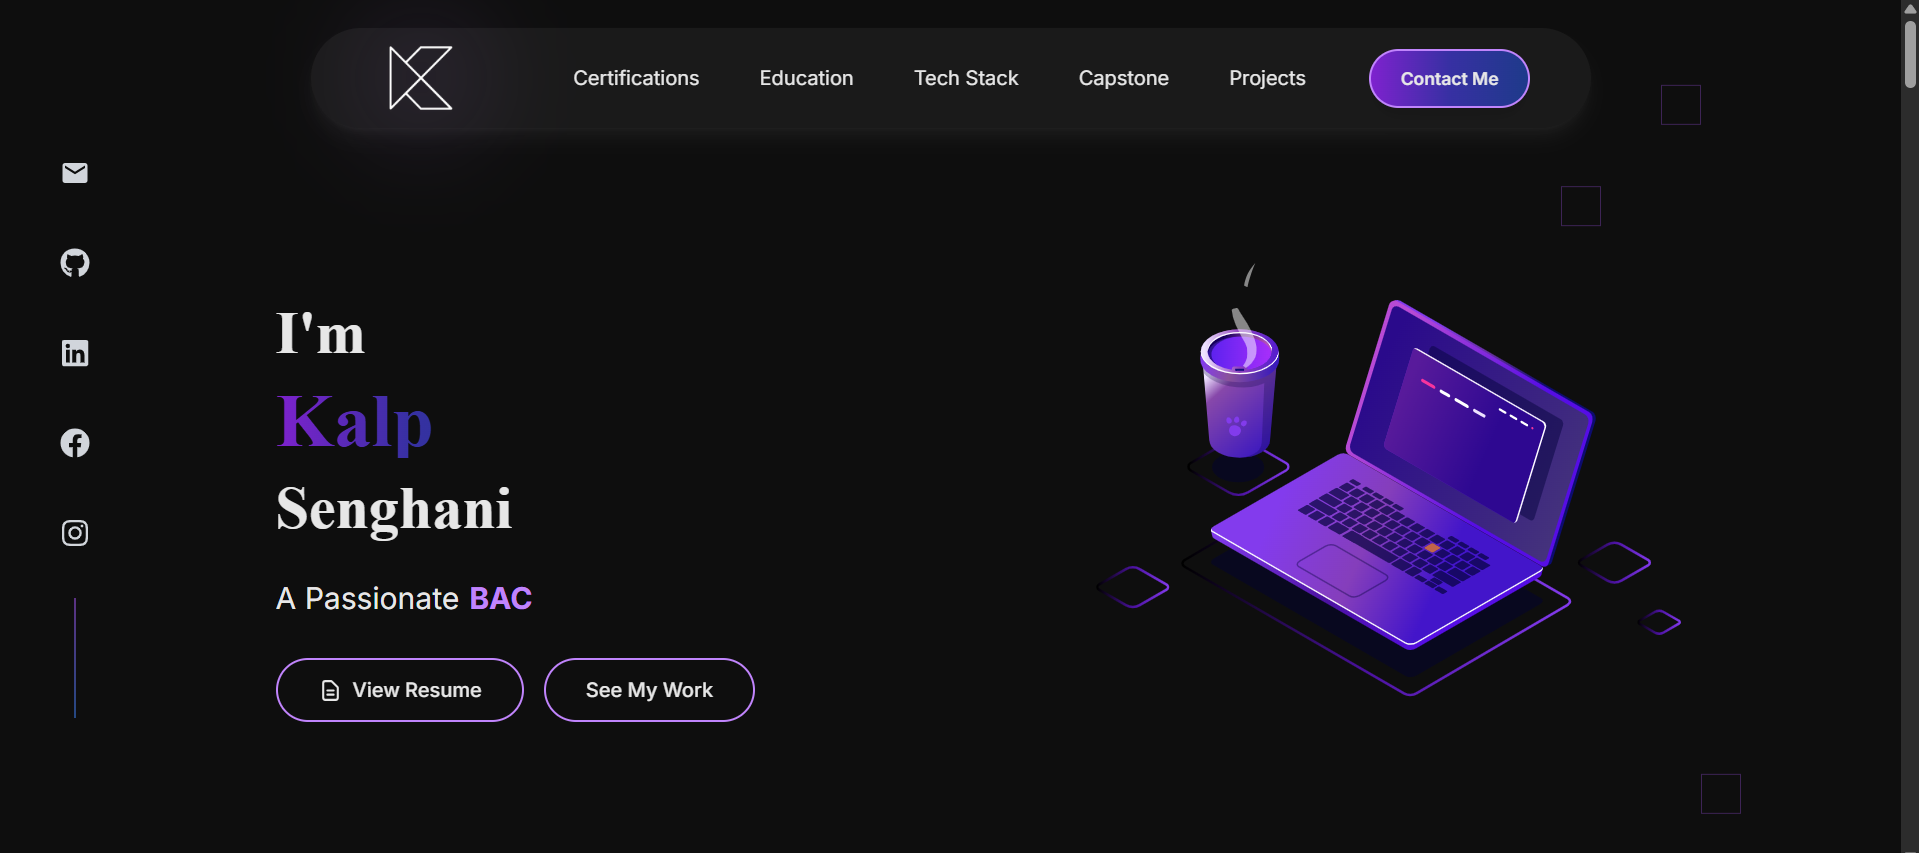 Certifications
Education
Tech Stack
Capstone
Projects
Contact Me
I'm
Kalp
Senghani
A Passionate BAC
View Resume
See My Work